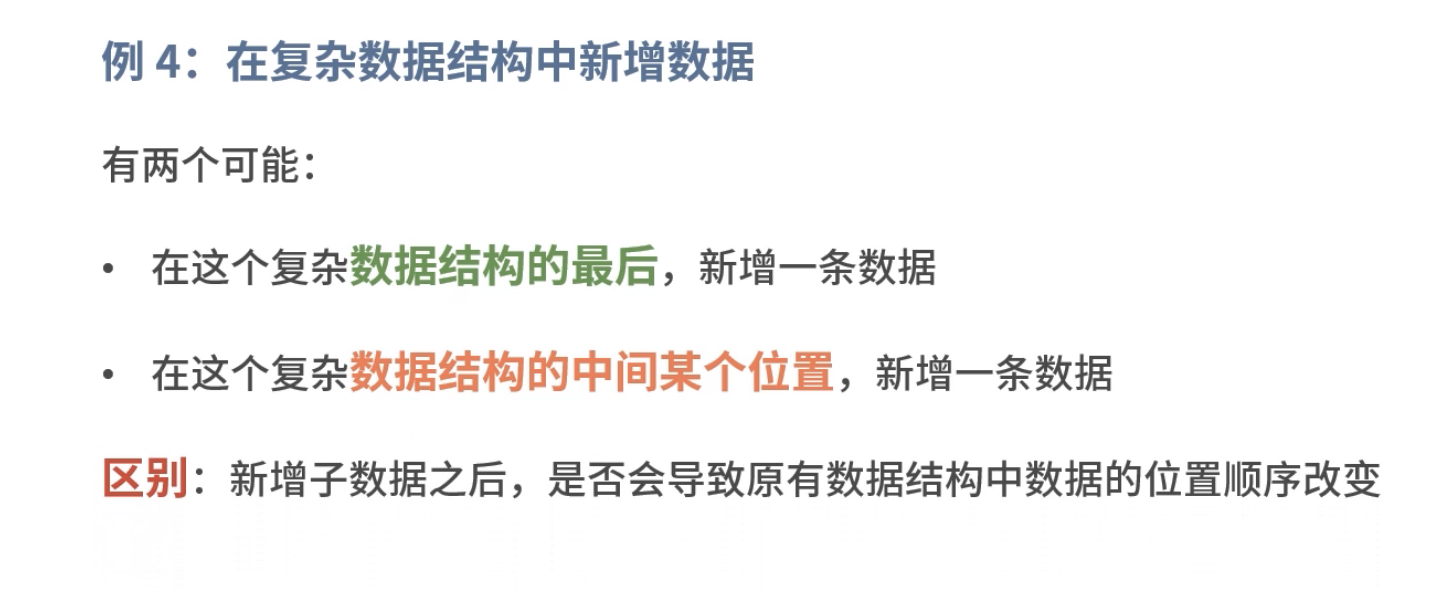 例 4：在复杂数据结构中新增数据
有两个可能：
• 在这个复杂数据结构的最后，新增一条数据
• 在这个复杂数据结构的中间某个位置，新增一条数据
区别：新增子数据之后，是否会导致原有数据结构中数据的位置顺序改变